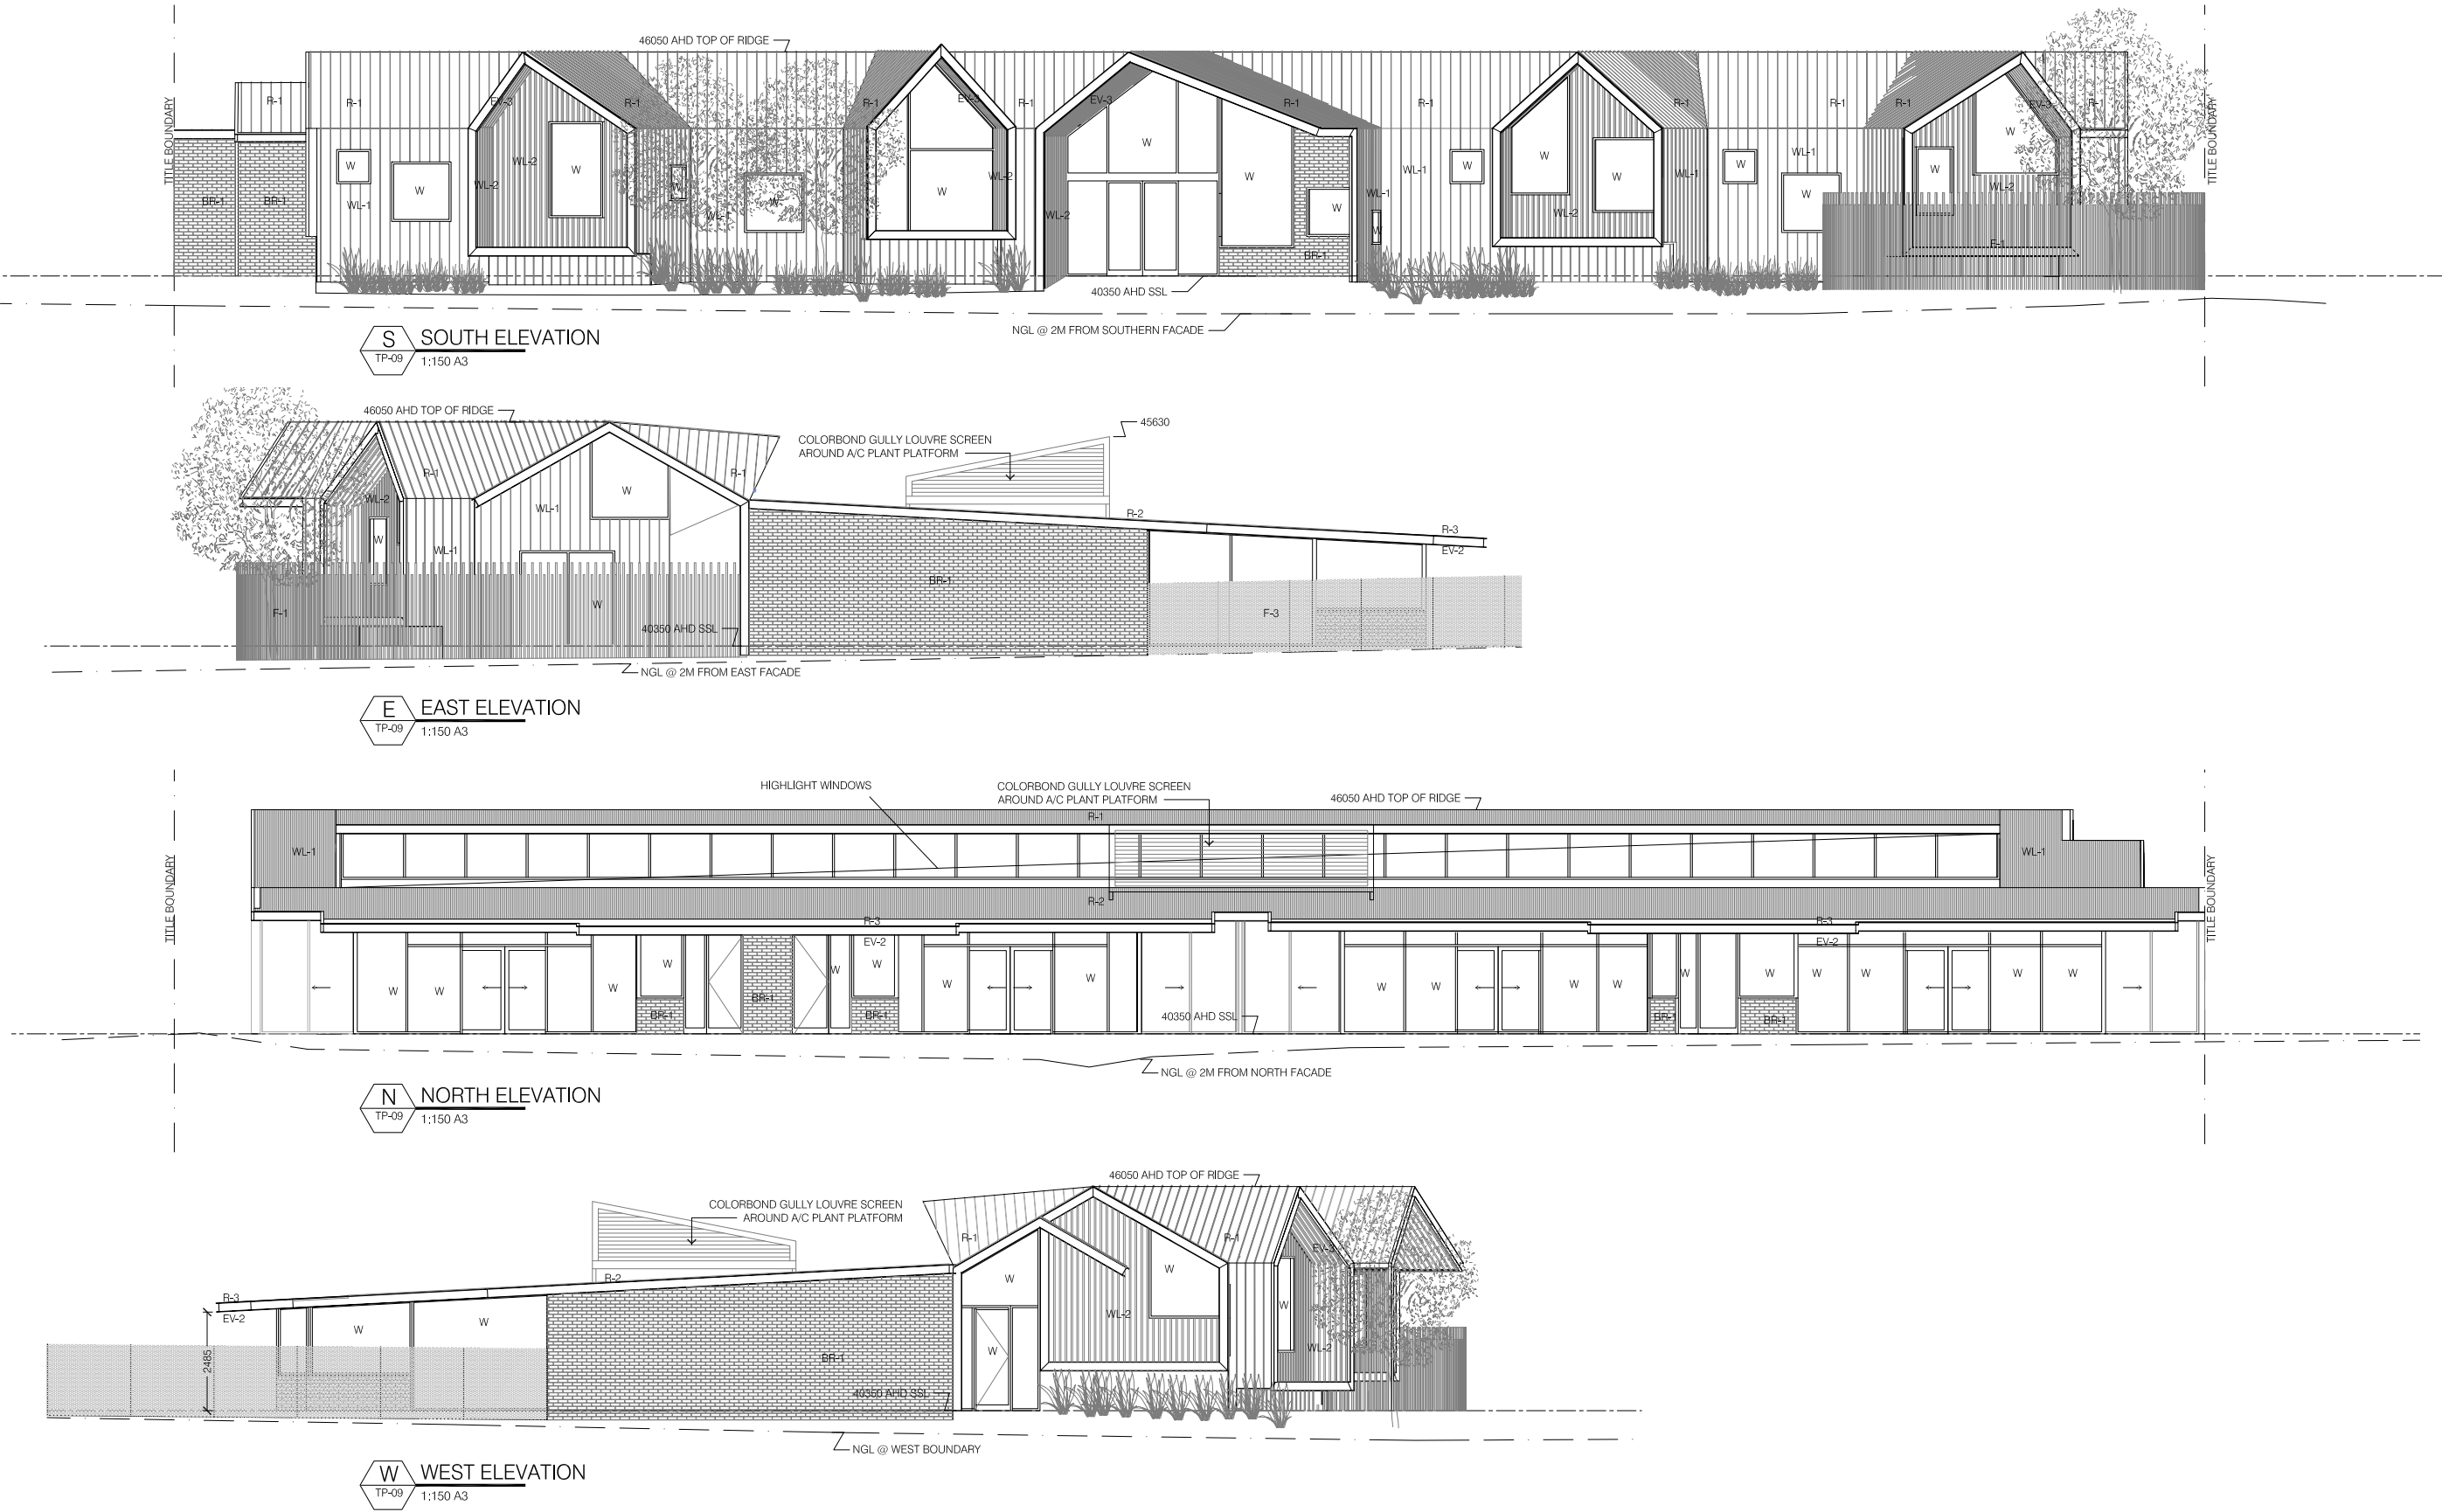 46050 AHD TOP OF RIDGE
TITLE BOUNDARY
R-1
R-1
EV-3
R-1
R-1
EV-3
R-1
EV-3
R-1
R-1
R-1
R-1
R-1
EV-3
R-1
TITLE BOUNDARY
W
W
WL-2
W
W
W
W
W
W
W
W
W
WL-1
W
W
BR-1
BR-1
WL-1
WL-2
W
WL-1
W
WL-2
WL-2
W
WL-1
W
WL-1
WL-2
WL-1
W
WL-2
BR-1
F-1
40350 AHD SSL
NGL @ 2M FROM SOUTHERN FACADE
S
TP-09
SOUTH ELEVATION
1:150 A3
46050 AHD TOP OF RIDGE
COLORBOND GULLY LOUVRE SCREEN
AROUND A/C PLANT PLATFORM
45630
R-1
R-1
WL-2
W
WL-1
W
WL-1
R-2
R-3
EV-2
BR-1
F-1
W
F-3
40350 AHD SSL
NGL @ 2M FROM EAST FACADE
E
TP-09
EAST ELEVATION
1:150 A3
HIGHLIGHT WINDOWS
COLORBOND GULLY LOUVRE SCREEN
AROUND A/C PLANT PLATFORM
46050 AHD TOP OF RIDGE
R-1
WL-1
WL-1
TITLE BOUNDARY
TITLE BOUNDARY
R-2
R-3
EV-2
R-3
EV-2
W
W
W
W
W
W
BR-1
BR-1
BR-1
W
W
W
W
W
W
W
W
W
W
W
W
BR-1
BR-1
40350 AHD SSL
NGL @ 2M FROM NORTH FACADE
N
TP-09
NORTH ELEVATION
1:150 A3
46050 AHD TOP OF RIDGE
COLORBOND GULLY LOUVRE SCREEN
AROUND A/C PLANT PLATFORM
R-1
R-1
EV-3
R-2
W
W
R-3
EV-2
W
W
W
WL-2
W
WL-2
2485
BR-1
40350 AHD SSL
NGL @ WEST BOUNDARY
W
TP-09
WEST ELEVATION
1:150 A3